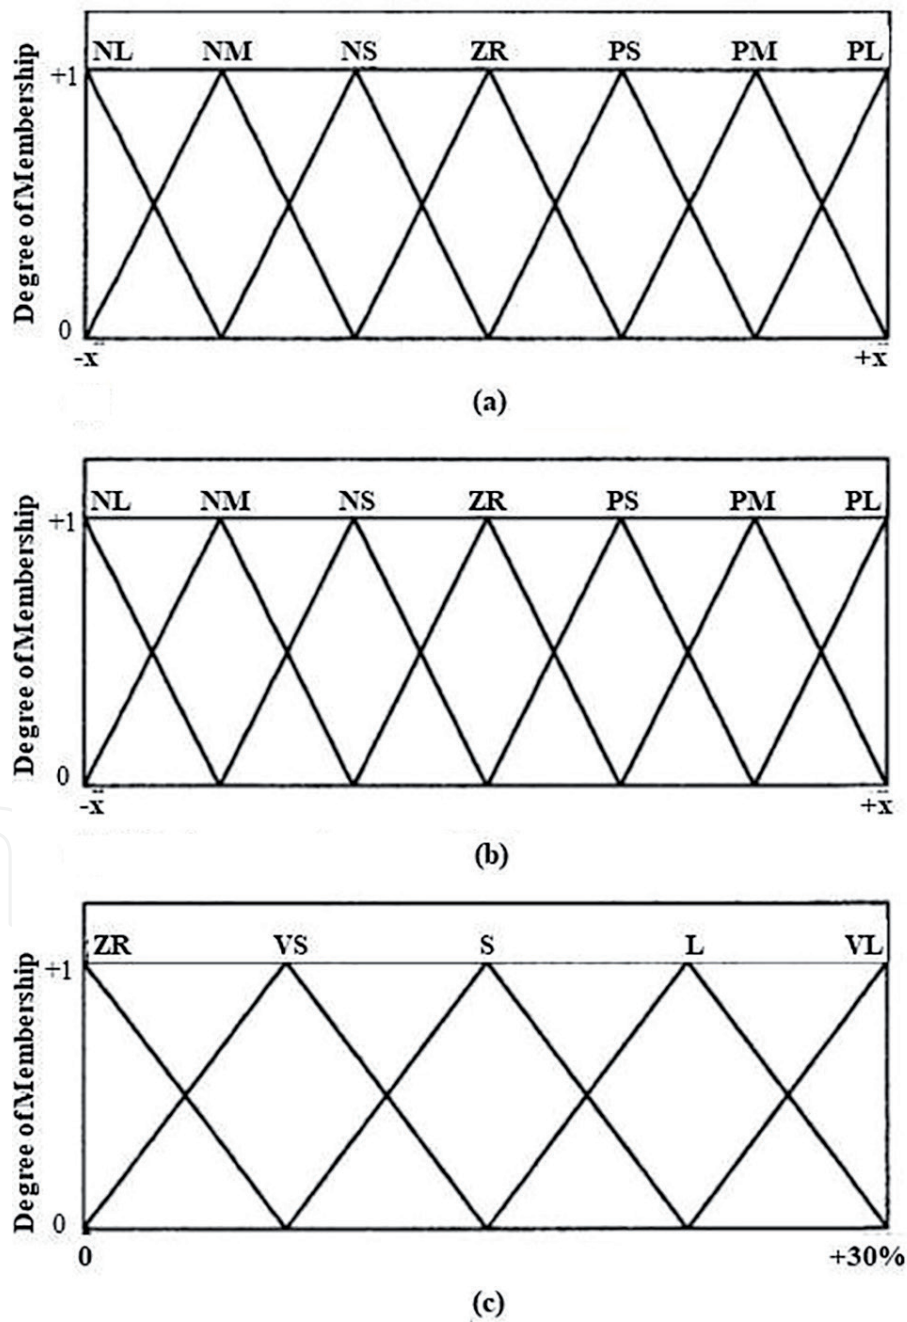 NL NM NS ZR PS PM PL
+1
Degree of Membership
0
-ẍ +ẍ
(a)
NL NM NS ZR PS PM PL
+1
Degree of Membership
0
-ẍ +ẍ
(b)
ZR VS S L VL
+1
Degree of Membership
0
0 +30%
(c)